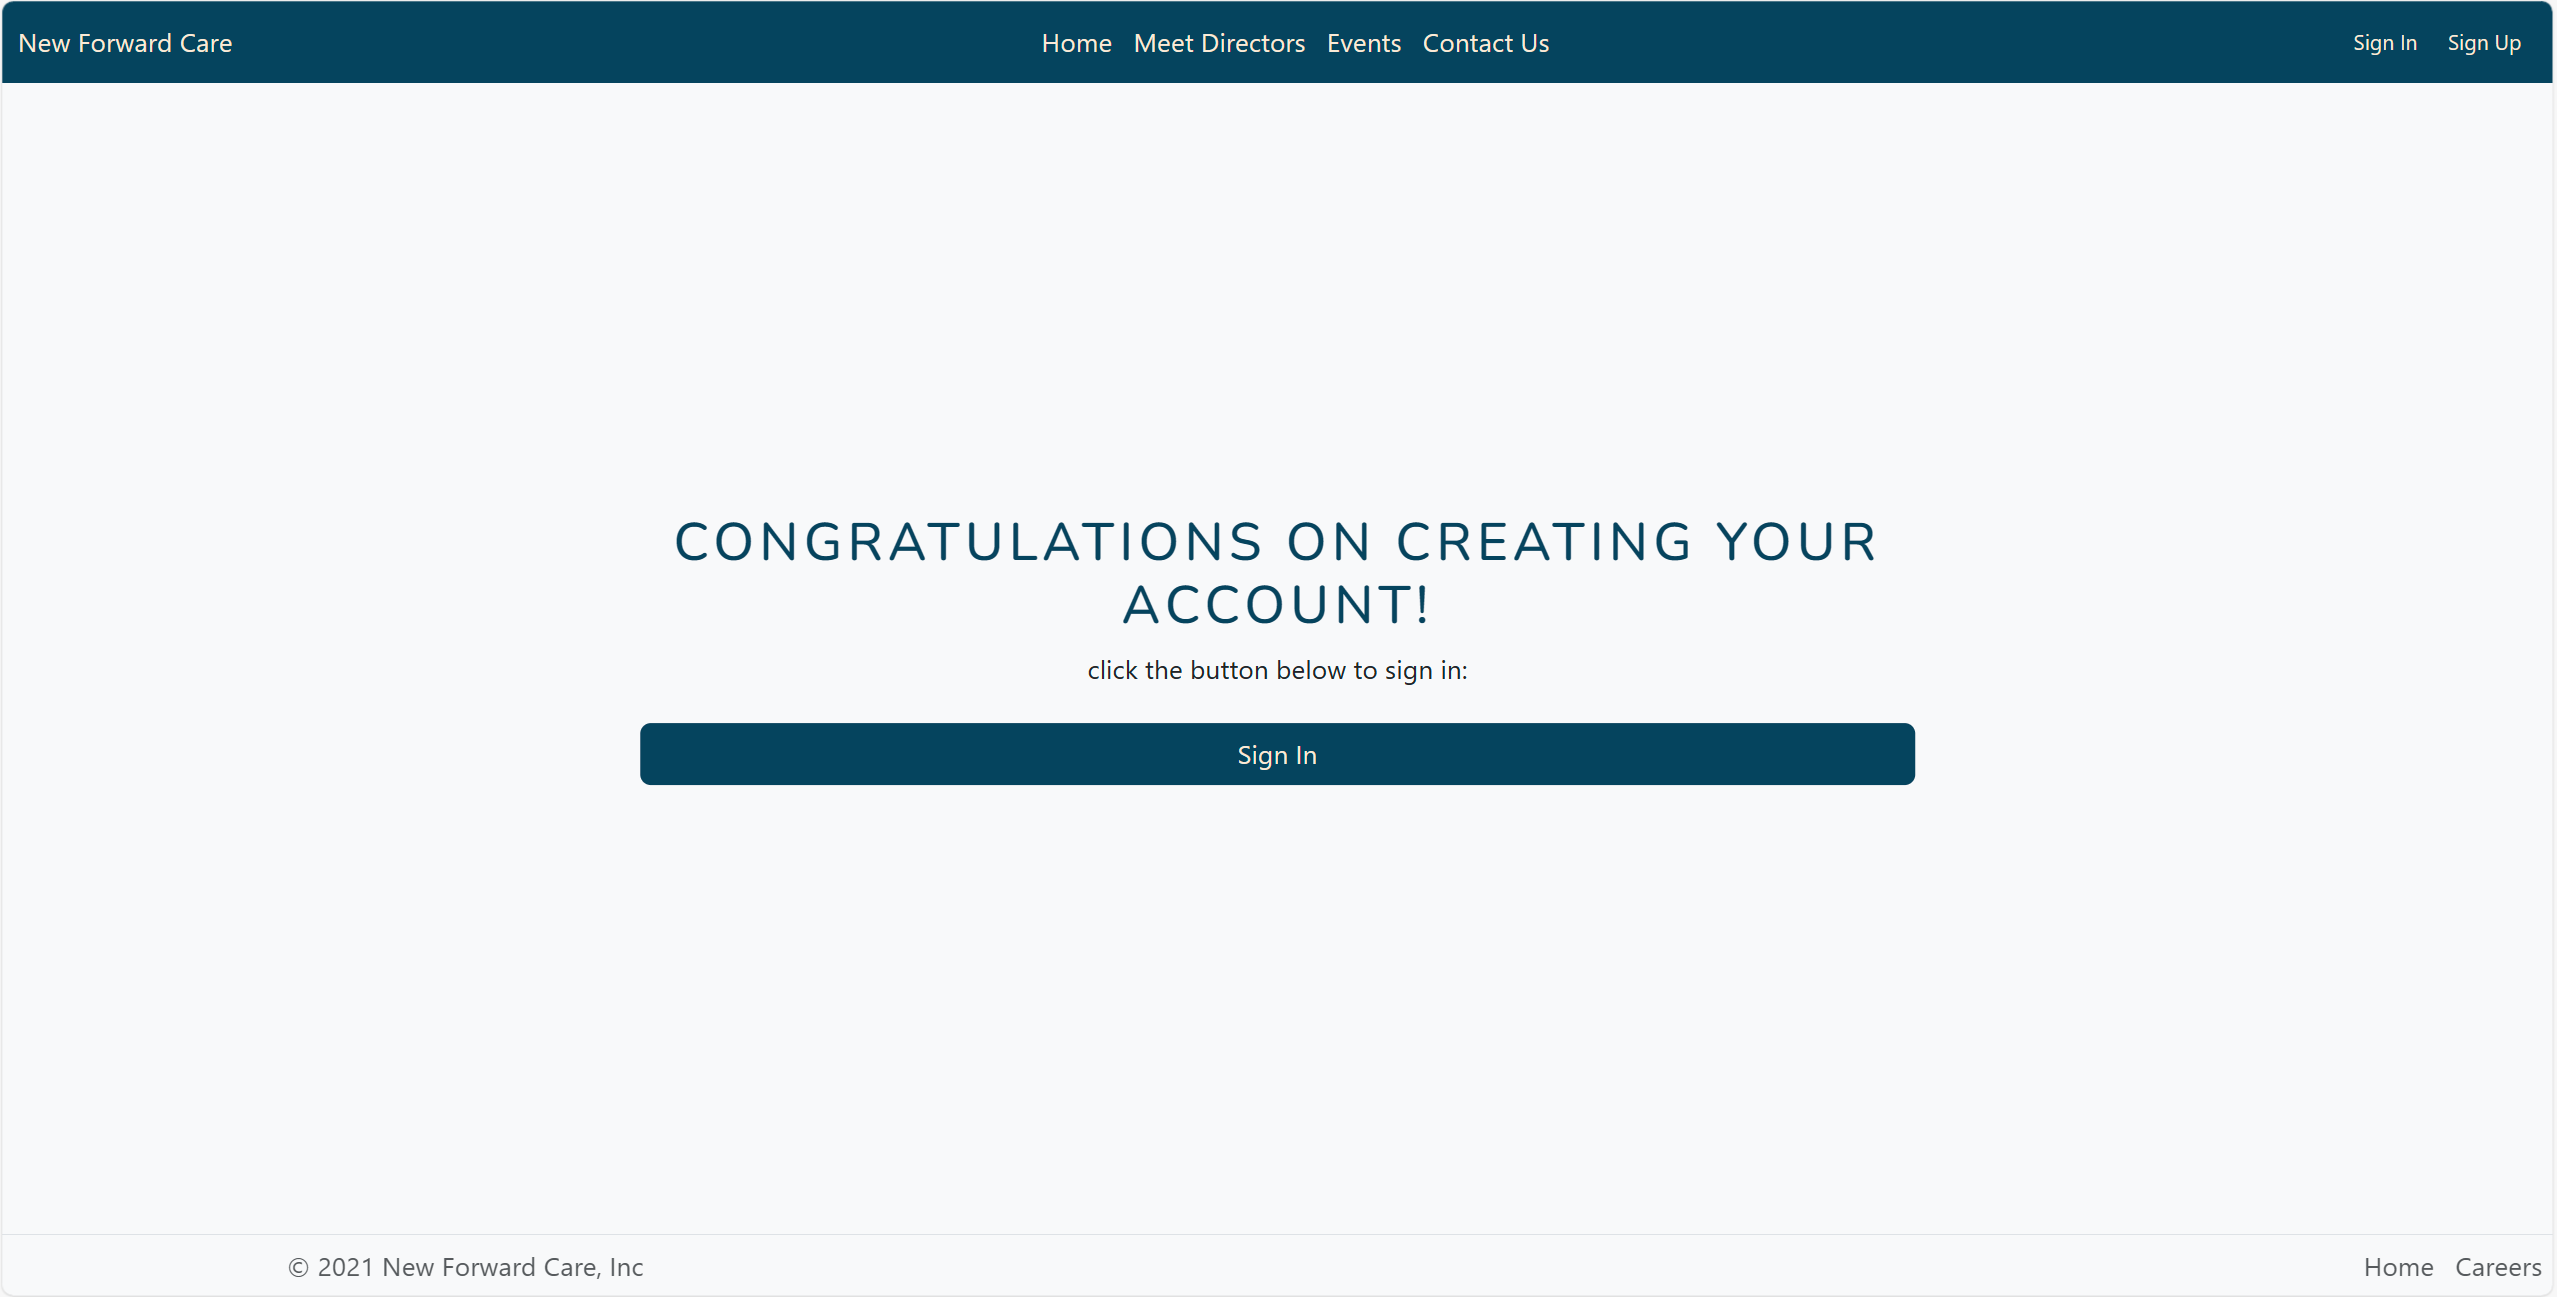 New Forward Care Home Meet Directors Events Contact Us Sign In Sign Up
CONGRATULATIONS ON CREATING YOUR
ACCOUNT!
click the button below to sign in:
Sign In
© 2021 New Forward Care, Inc Home Careers